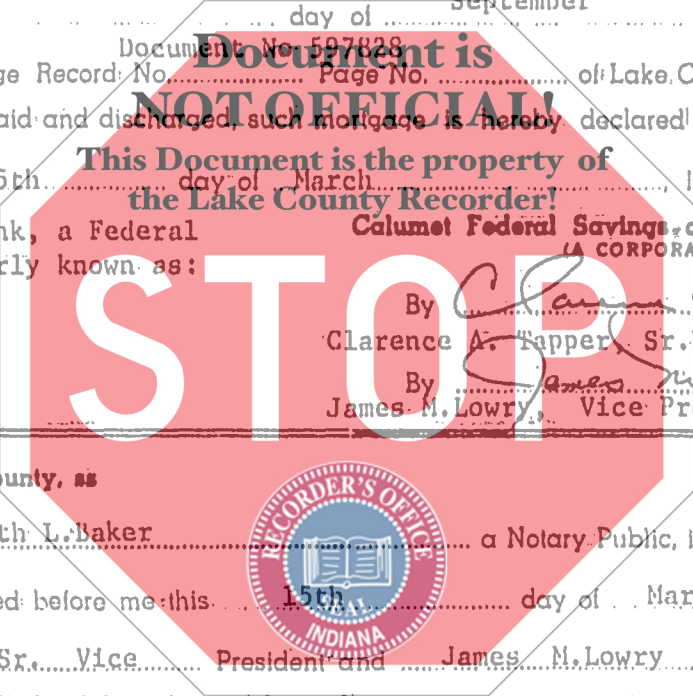 day of September
Document No. 597828
Document is
ge Record No. Page No. of Lake C
NOT OFFICIAL!
aid and discharged, such mortgage is hereby declared
This Document is the property of
5th day of March
the Lake County Recorder!
nk, a Federal Calumet Federal Savings
rly known as: (A CORPORA
STOP
By
Clarence A. Tapper, Sr.
By James
James M. Lowry, Vice Pr
ounty, as
RECORDER'S OFFICE
th L. Baker a Notary Public, i
ed before me this 15th day of Mar
SEAL
INDIANA
Sr. Vice President and James M. Lowry